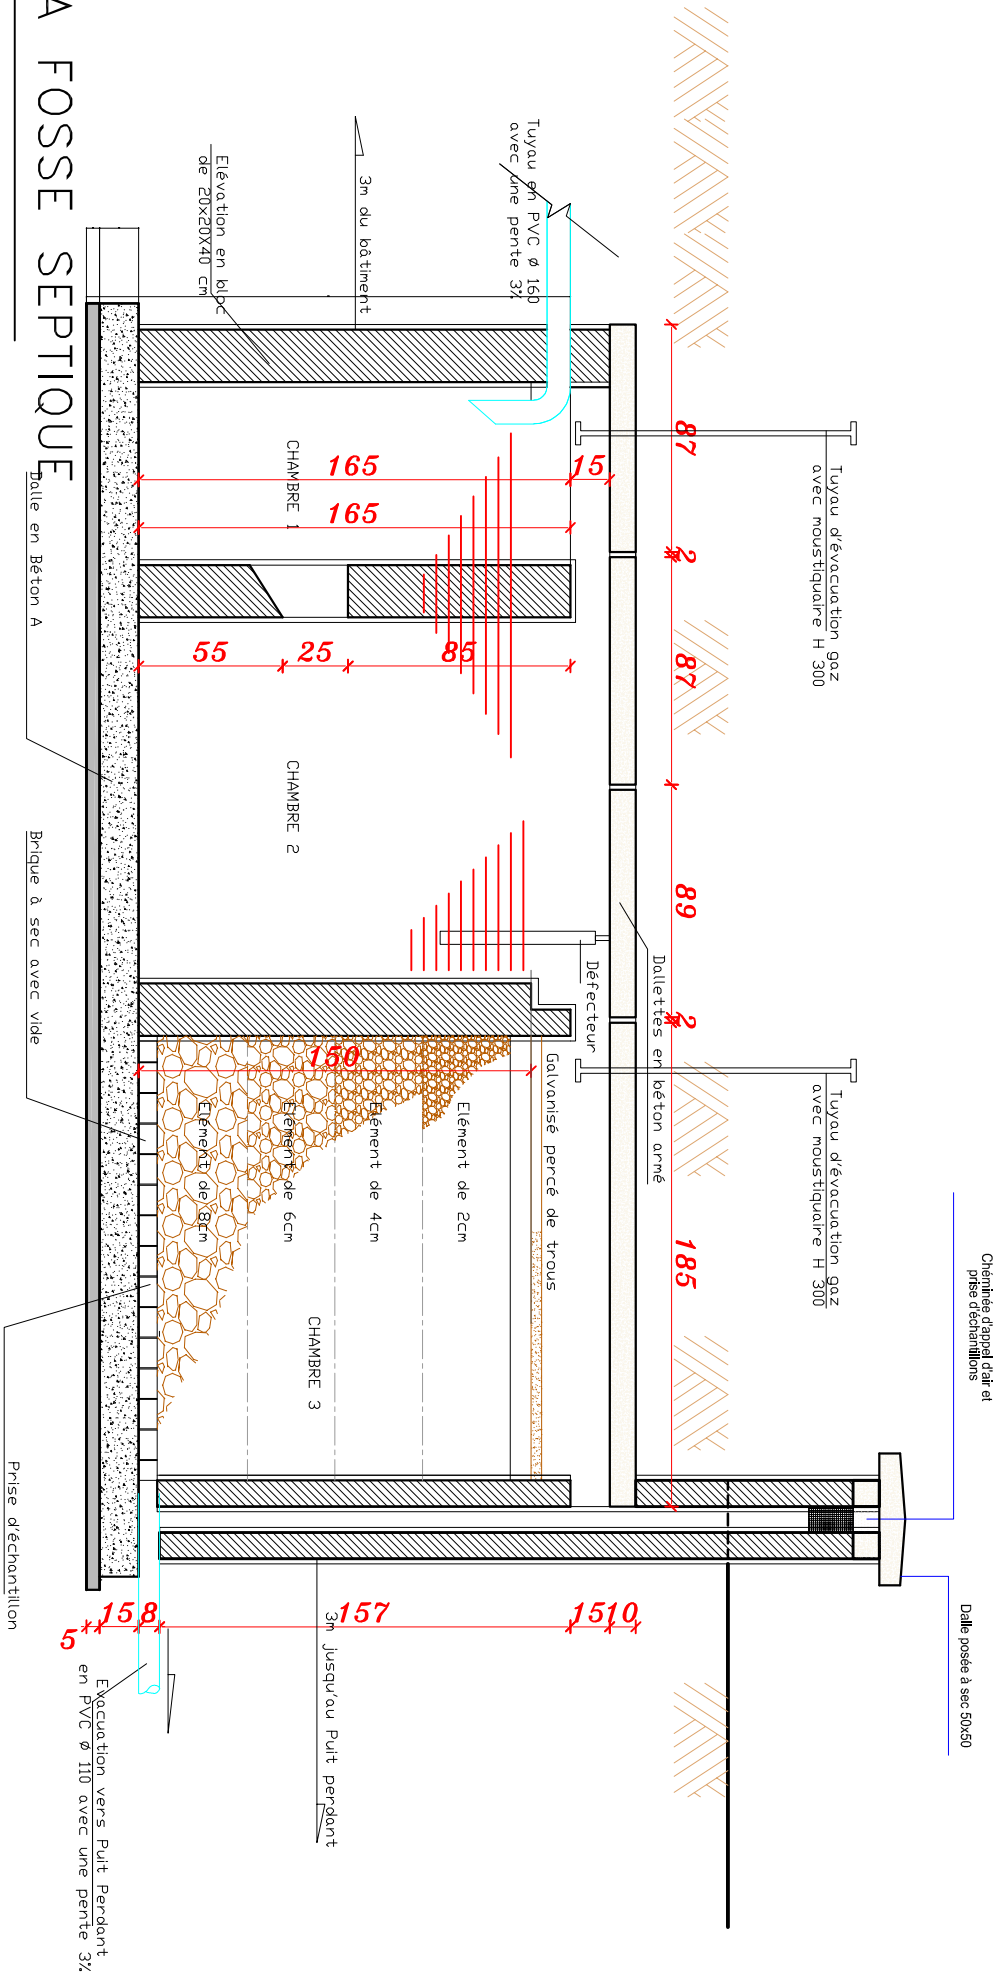 Chéminée d'appel d'air et
prise d'échantillons
Dalle posée à sec 50x50
Tuyau d'évacuation gaz
avec moustiquaire H 300
Tuyau d'évacuation gaz
avec moustiquaire H 300
87
2
87
89
2
185
Dallettes en béton armé
Tuyau en PVC Ø 160
avec une pente 3%
Défecteur
Galvanisé percé de trous
15
165
165
85
25
55
150
3m du bâtiment
Elévation en bloc
de 20x20X40 cm
CHAMBRE 1
CHAMBRE 2
CHAMBRE 3
Elément de 2cm
Elément de 4cm
Elément de 6cm
Elément de 8cm
10
15
157
8
15
5
3m jusqu'au Puit perdant
Evacuation vers Puit Perdant
en PVC Ø 110 avec une pente 3%
Dalle en Béton A
Brique à sec avec vide
Prise d'échantillon
A FOSSE SEPTIQUE